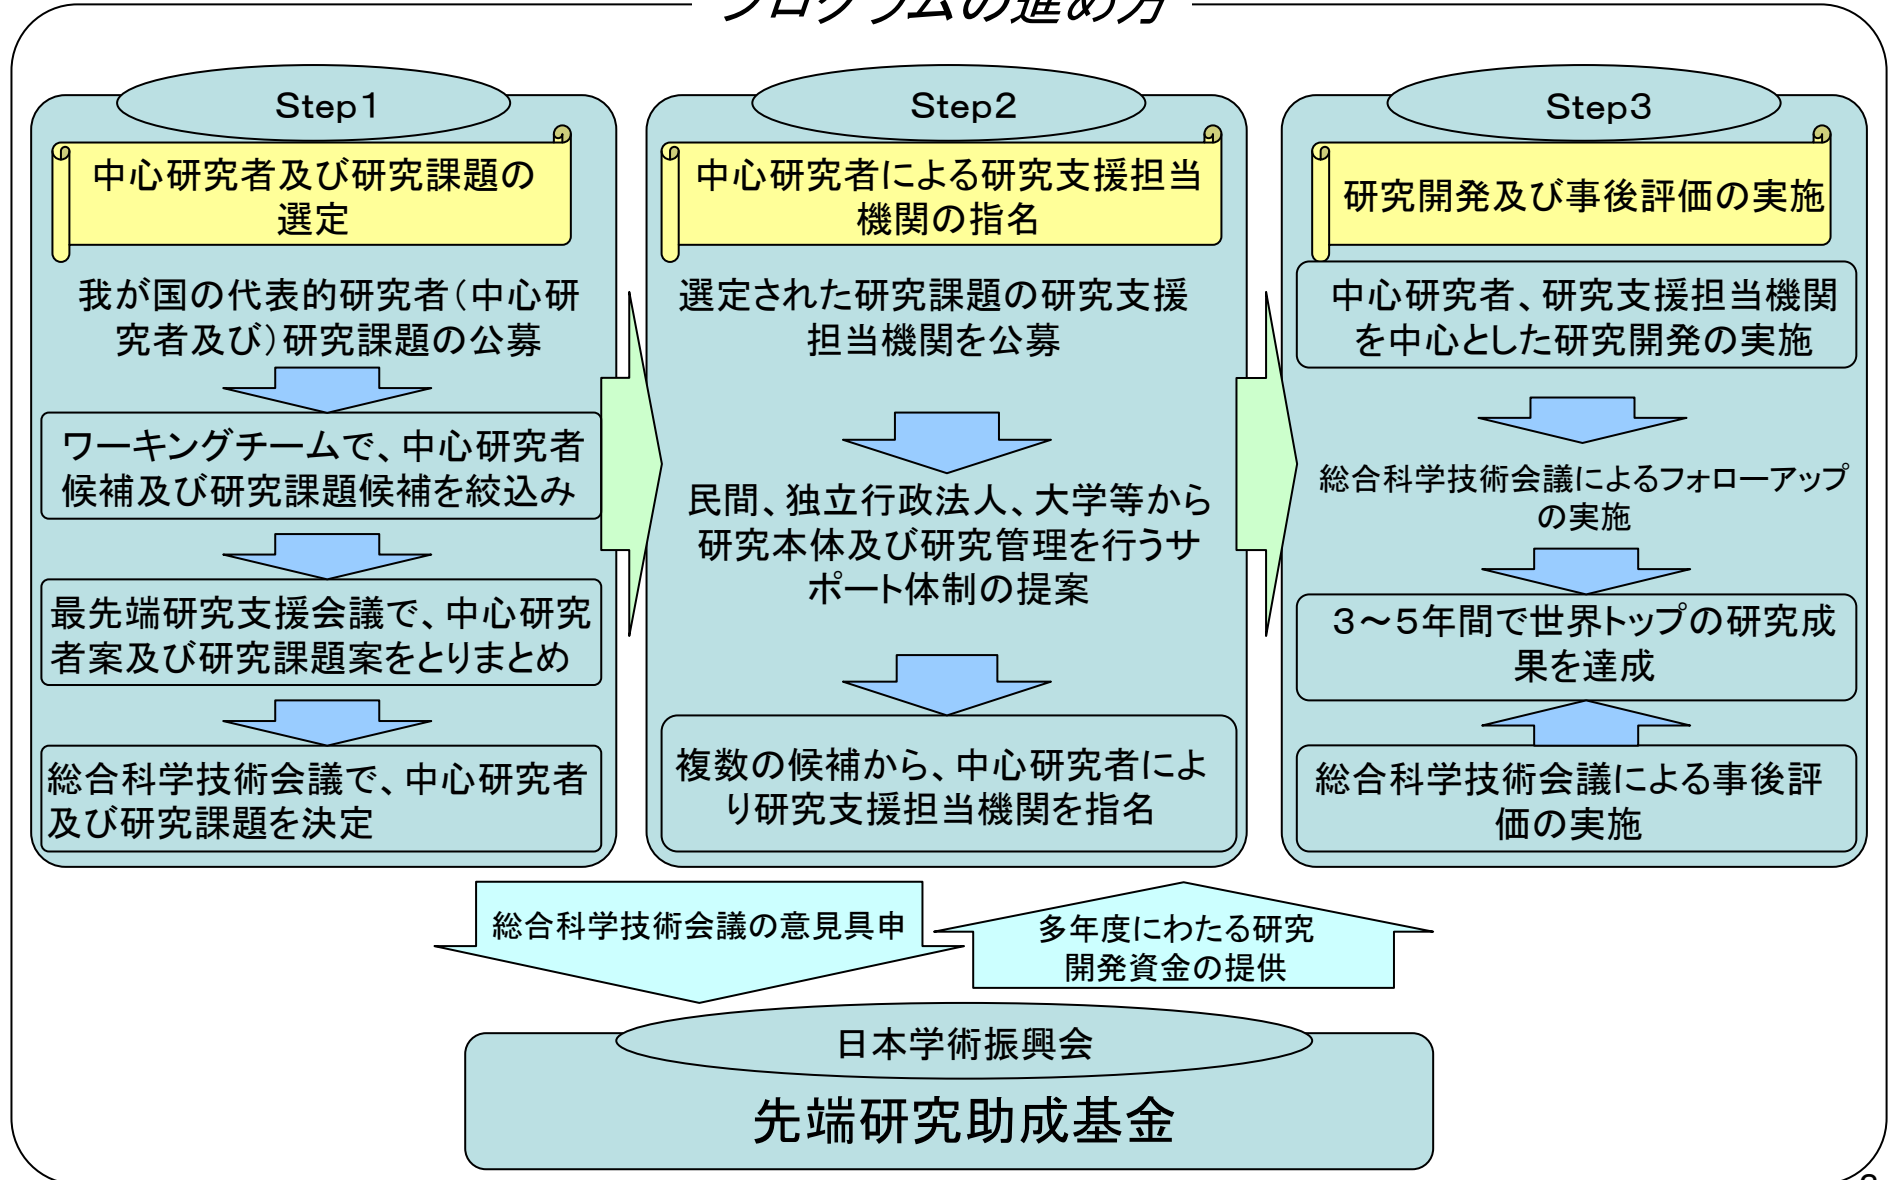 プログラムの進め方
Step1
中心研究者及び研究課題の
選定
我が国の代表的研究者（中心研
究者及び）研究課題の公募
ワーキングチームで、中心研究者
候補及び研究課題候補を絞込み
最先端研究支援会議で、中心研究
者案及び研究課題案をとりまとめ
総合科学技術会議で、中心研究者
及び研究課題を決定
Step2
中心研究者による研究支援担当
機関の指名
選定された研究課題の研究支援
担当機関を公募
民間、独立行政法人、大学等から
研究本体及び研究管理を行うサ
ポート体制の提案
複数の候補から、中心研究者によ
り研究支援担当機関を指名
Step3
研究開発及び事後評価の実施
中心研究者、研究支援担当機関
を中心とした研究開発の実施
総合科学技術会議によるフォローアップ
の実施
３～５年間で世界トップの研究成
果を達成
総合科学技術会議による事後評
価の実施
総合科学技術会議の意見具申
多年度にわたる研究
開発資金の提供
日本学術振興会
先端研究助成基金